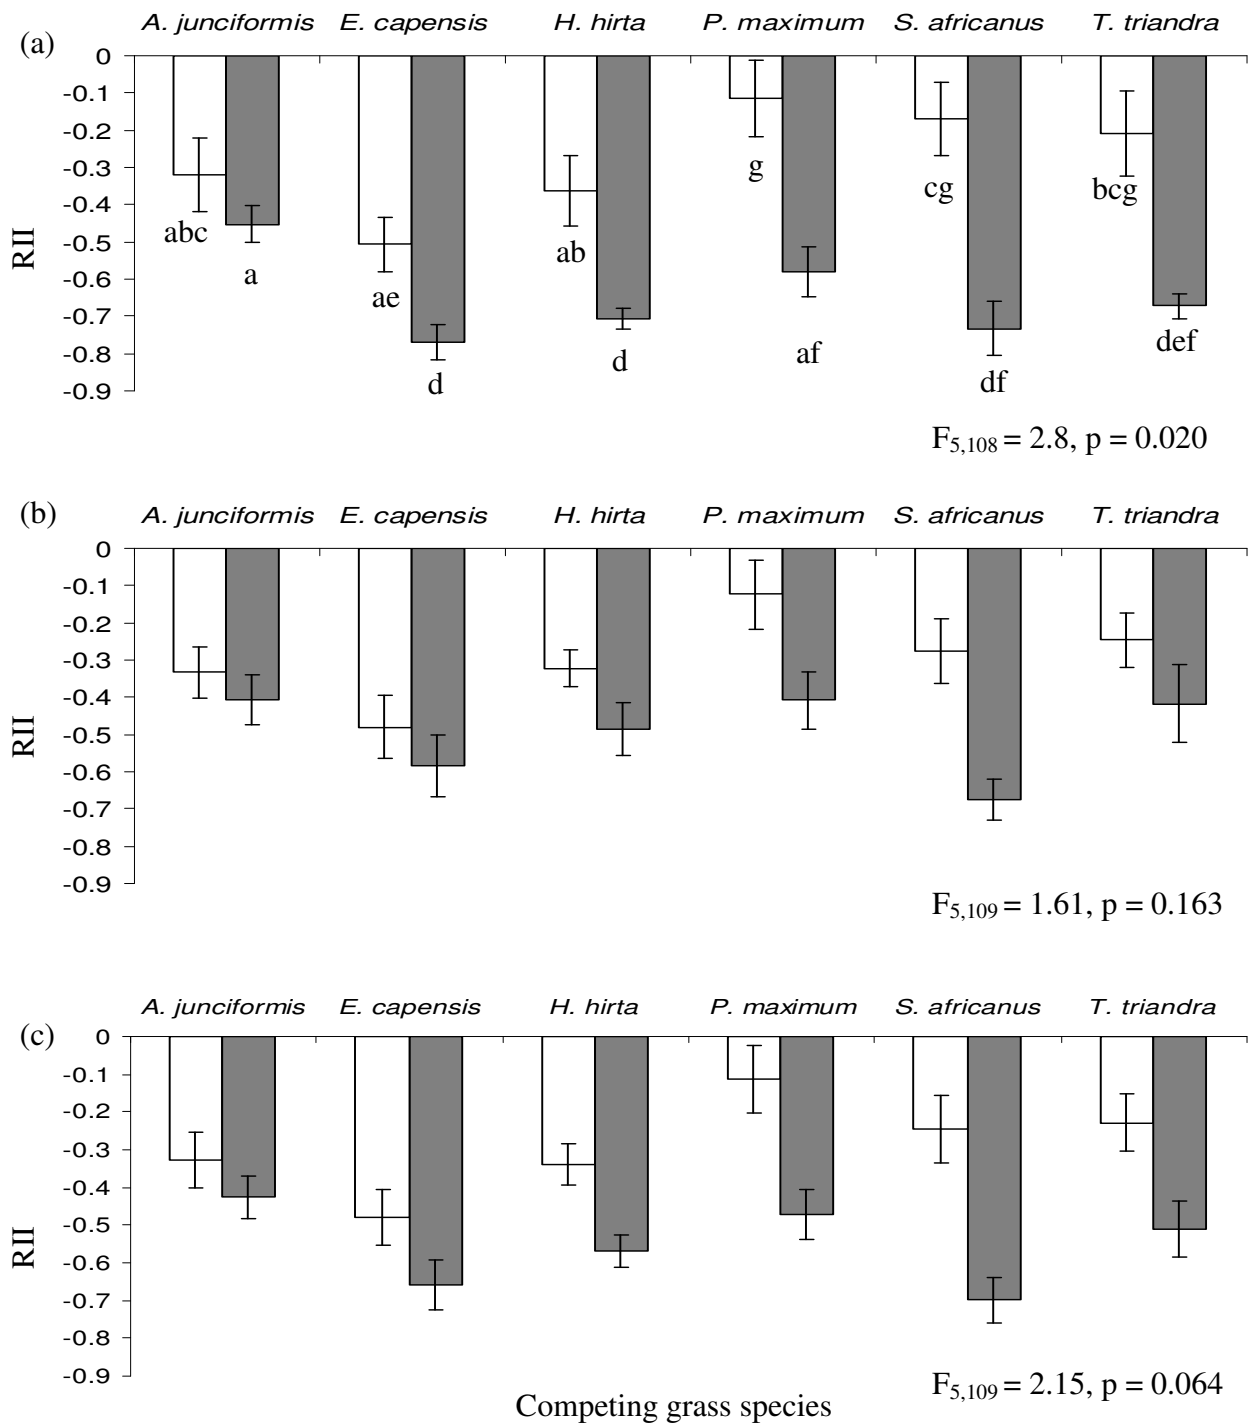 (a)
A. junciformis E. capensis H. hirta P. maximum S. africanus T. triandra
0
-0.1
-0.2
-0.3
-0.4
-0.5
-0.6
-0.7
-0.8
-0.9
RII
abc a ae d ab d g af cg df bcg def
F5,108 = 2.8, p = 0.020
(b)
A. junciformis E. capensis H. hirta P. maximum S. africanus T. triandra
0
-0.1
-0.2
-0.3
-0.4
-0.5
-0.6
-0.7
-0.8
-0.9
RII
F5,109 = 1.61, p = 0.163
(c)
A. junciformis E. capensis H. hirta P. maximum S. africanus T. triandra
0
-0.1
-0.2
-0.3
-0.4
-0.5
-0.6
-0.7
-0.8
-0.9
RII
F5,109 = 2.15, p = 0.064
Competing grass species